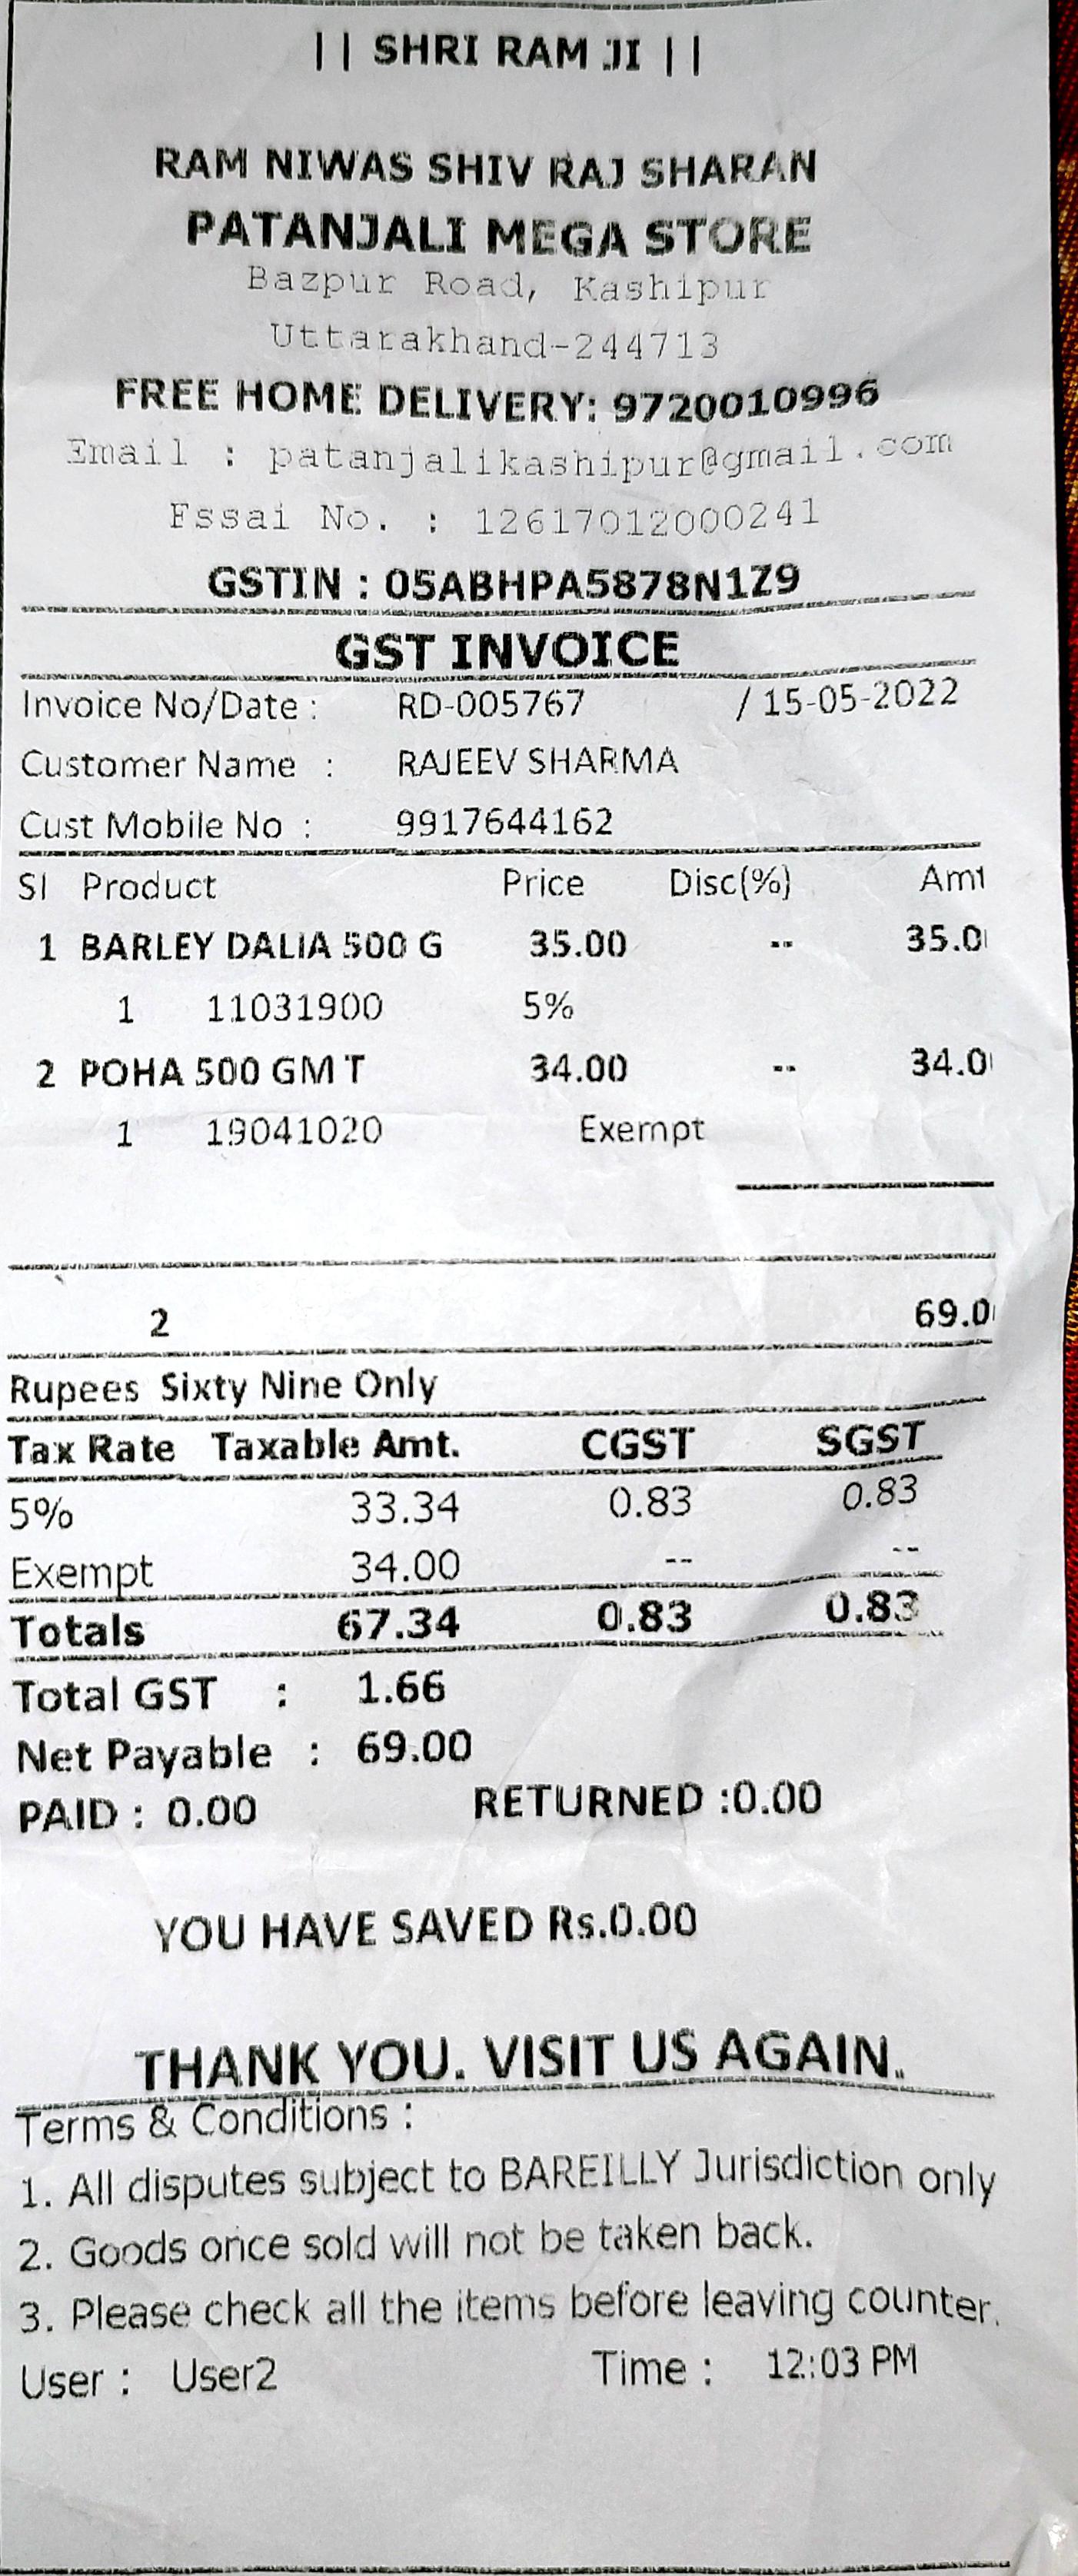 || SHRI RAM JI ||
RAM NIWAS SHIV RAJ SHARAN
PATANJALI MEGA STORE
Bazpur Road, Kashipur
Uttarakhand-244713
FREE HOME DELIVERY: 9720010996
Email : patanjalikashipur@gmail.com
Fssai No. : 12617012000241
GSTIN : 05ABHPA5878N1Z9
GST INVOICE
Invoice No/Date : RD-005767 / 15-05-2022
Customer Name : RAJEEV SHARMA
Cust Mobile No : 9917644162
Sl Product Price Disc(%) Amt
1 BARLEY DALIA 500 G 35.00 -- 35.0
1 11031900 5%
2 POHA 500 GM T 34.00 -- 34.0
1 19041020 Exempt
2 69.0
Rupees Sixty Nine Only
Tax Rate Taxable Amt. CGST SGST
5% 33.34 0.83 0.83
Exempt 34.00 -- --
Totals 67.34 0.83 0.83
Total GST : 1.66
Net Payable : 69.00
PAID : 0.00 RETURNED :0.00
YOU HAVE SAVED Rs.0.00
THANK YOU. VISIT US AGAIN.
Terms & Conditions :
1. All disputes subject to BAREILLY Jurisdiction only
2. Goods once sold will not be taken back.
3. Please check all the items before leaving counter.
User : User2 Time : 12:03 PM